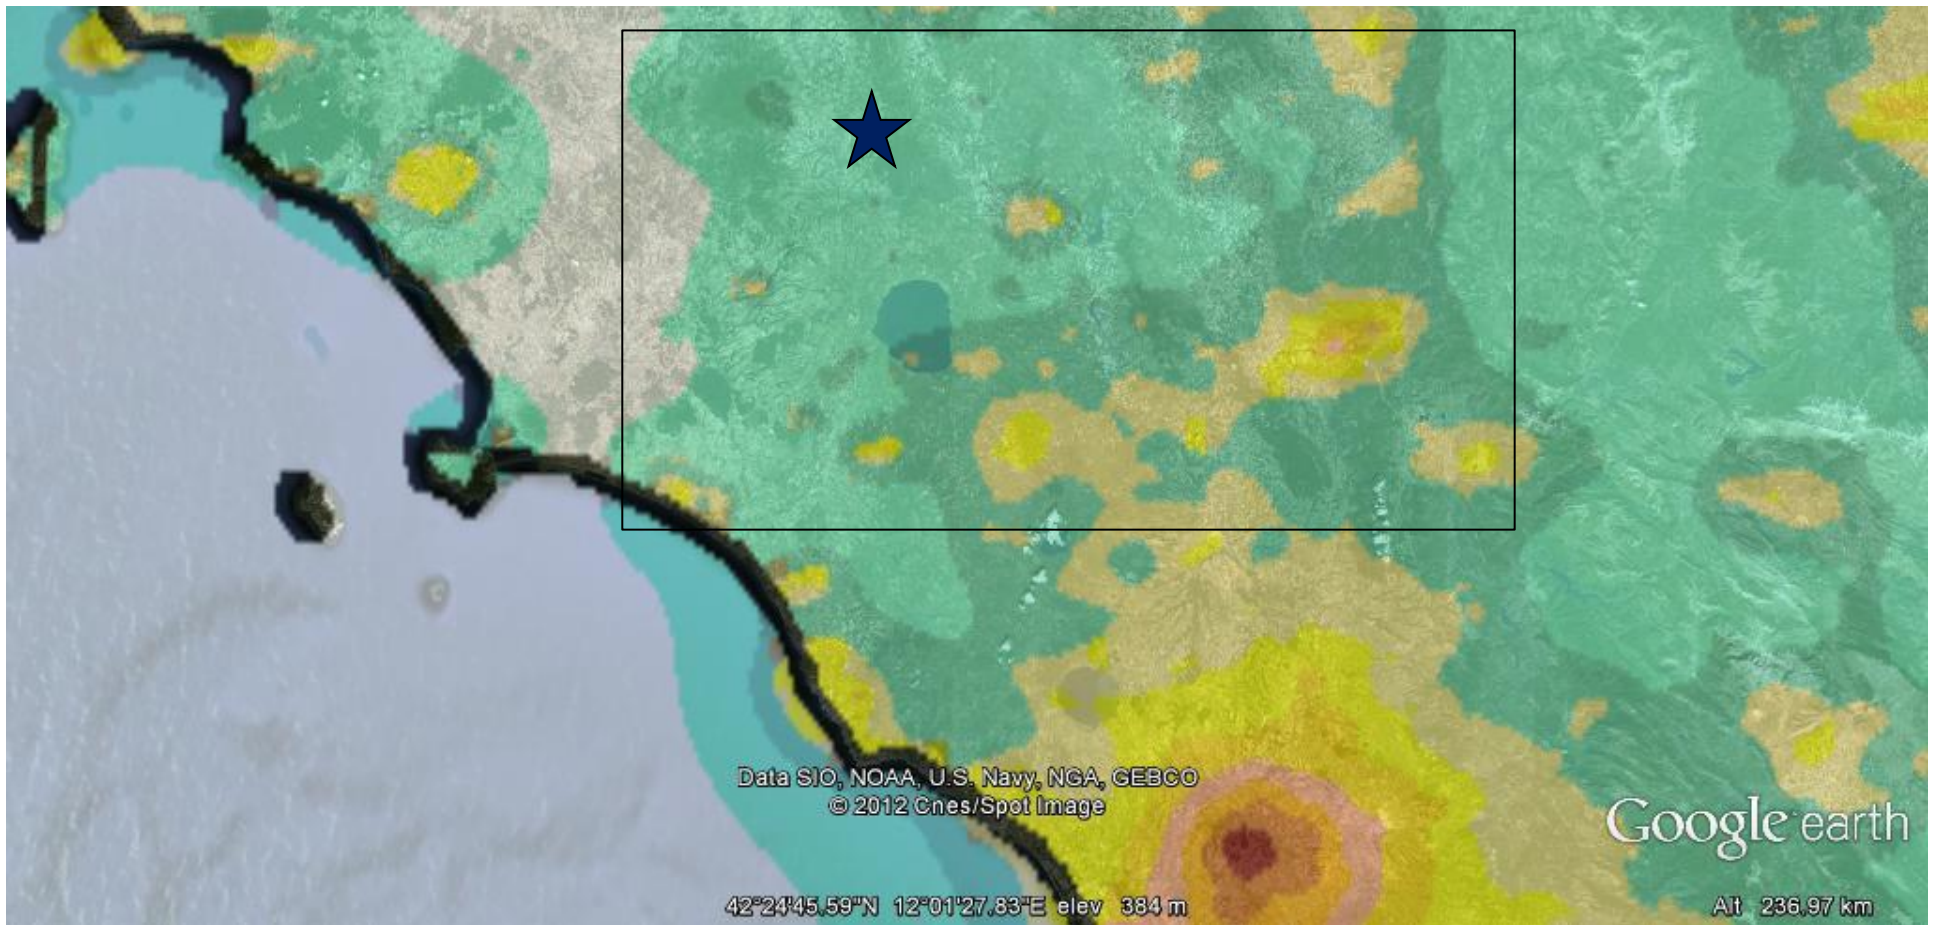 Data SIO, NOAA, U.S. Navy, NGA, GEBCO
© 2012 Cnes/Spot Image
Google earth
42°24'45.59"N 12°01'27.83"E elev 384 m
Alt 236.97 km